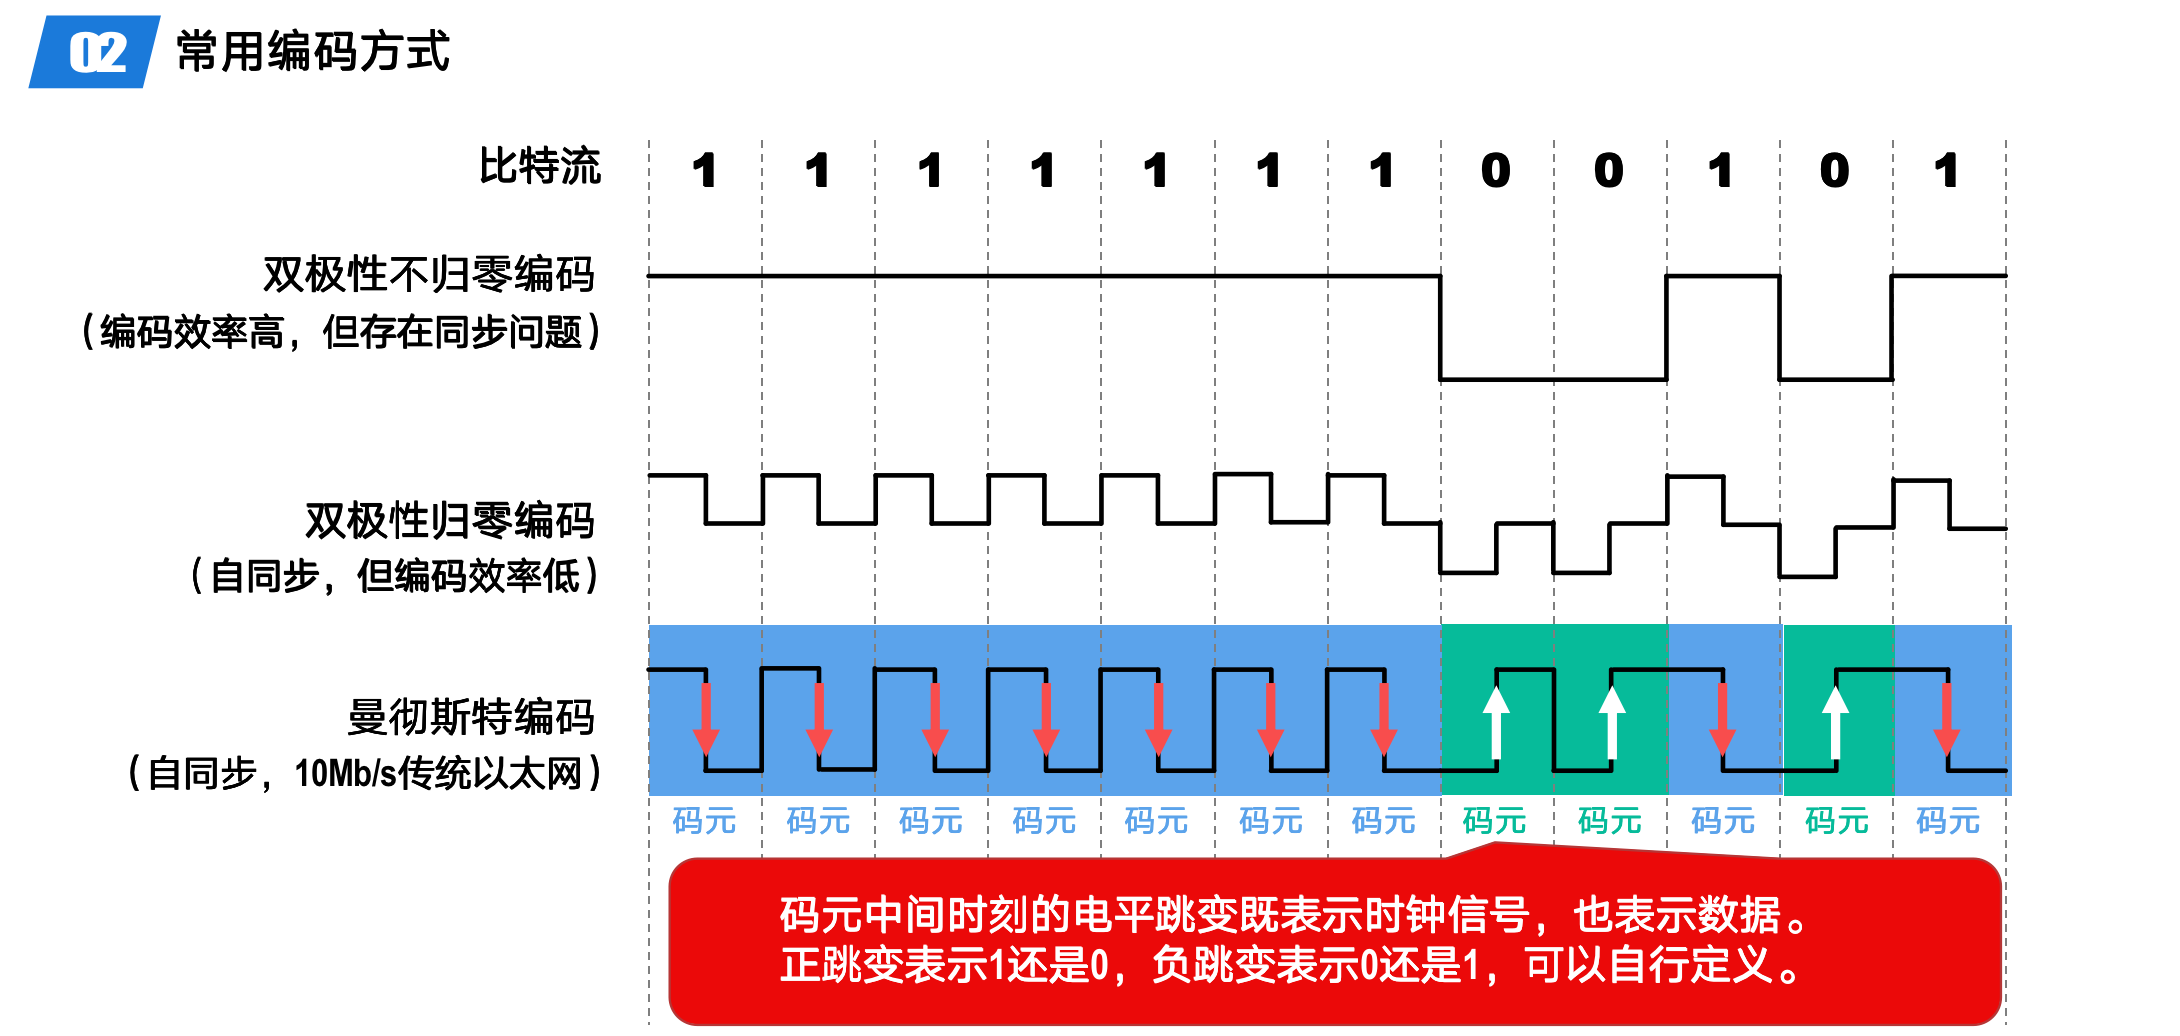 02 常用编码方式
比特流 1 1 1 1 1 1 1 0 0 1 0 1
双极性不归零编码
（编码效率高，但存在同步问题）
双极性归零编码
（自同步，但编码效率低）
曼彻斯特编码
（自同步，10Mb/s传统以太网）
码元 码元 码元 码元 码元 码元 码元 码元 码元 码元 码元 码元
码元中间时刻的电平跳变既表示时钟信号，也表示数据。
正跳变表示1还是0，负跳变表示0还是1，可以自行定义。